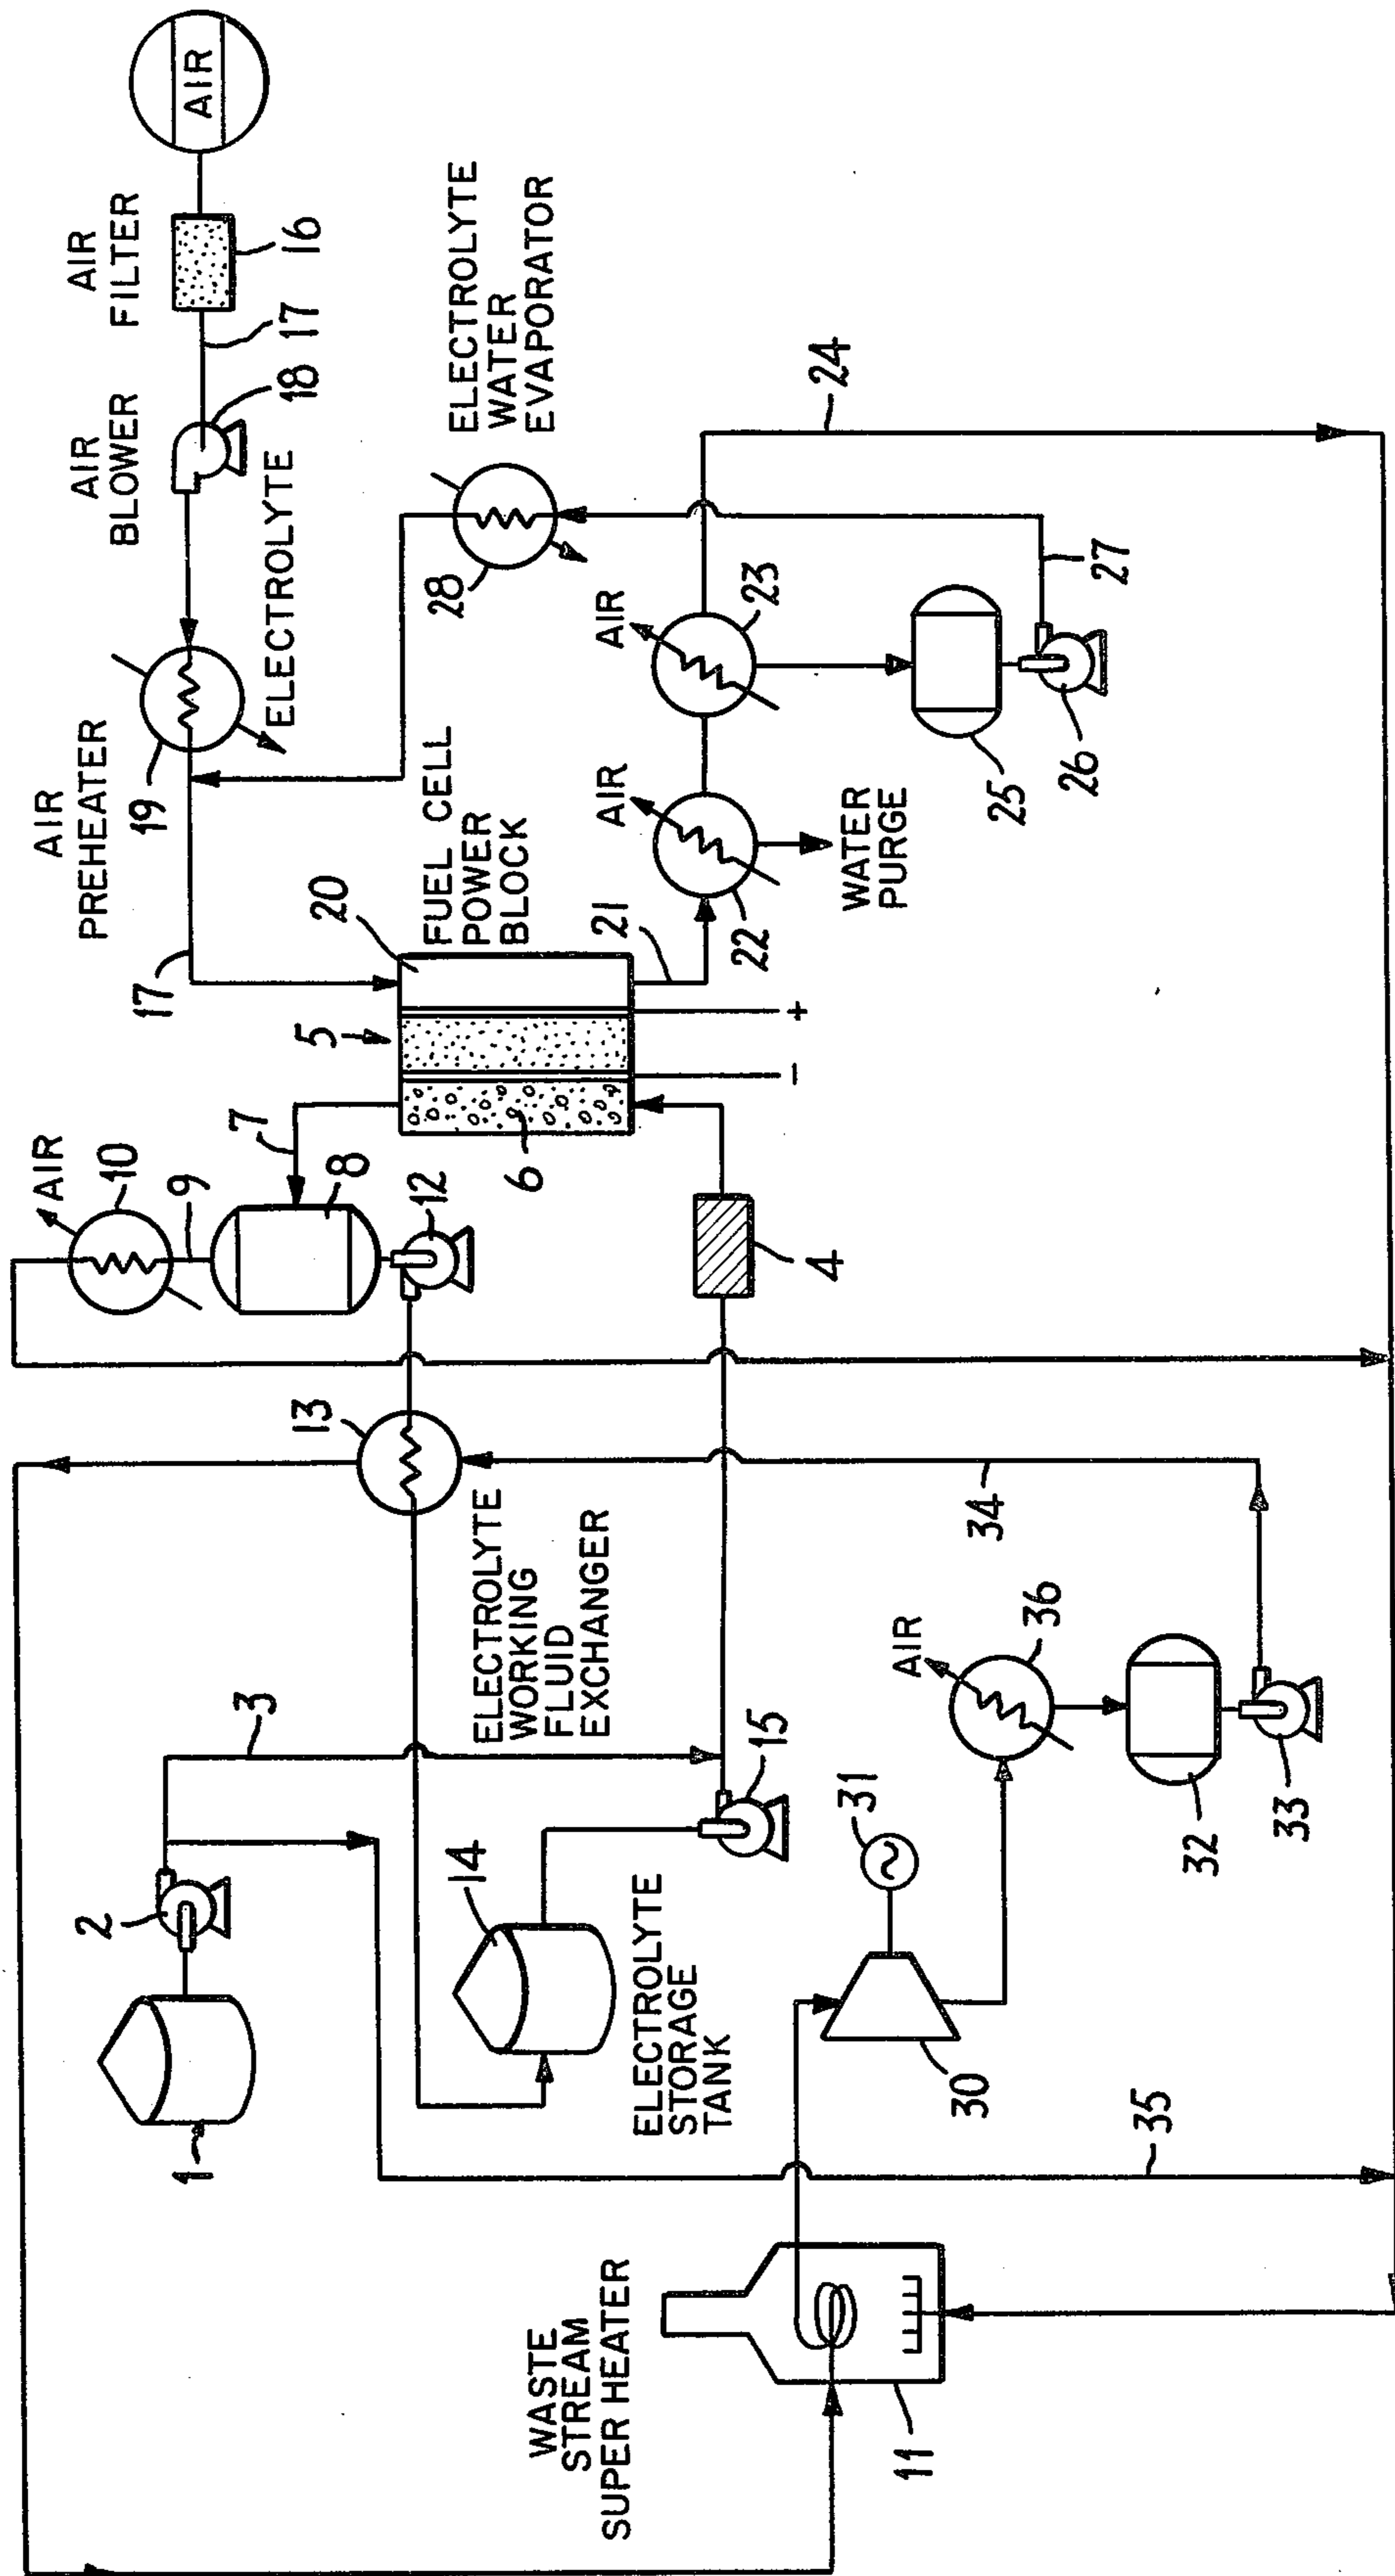 AIR
AIR
FILTER
16
17
AIR
BLOWER
18
ELECTROLYTE
AIR
PREHEATER
19
17
ELECTROLYTE
WATER
EVAPORATOR
28
24
27
AIR
23
25
26
AIR
22
WATER
PURGE
21
FUEL CELL
POWER
BLOCK
20
5
6
+
−
7
AIR
10
9
8
12
4
13
ELECTROLYTE
WORKING
FLUID
EXCHANGER
34
3
2
1
14
15
ELECTROLYTE
STORAGE
TANK
31
30
AIR
36
32
33
35
WASTE
STREAM
SUPER HEATER
11